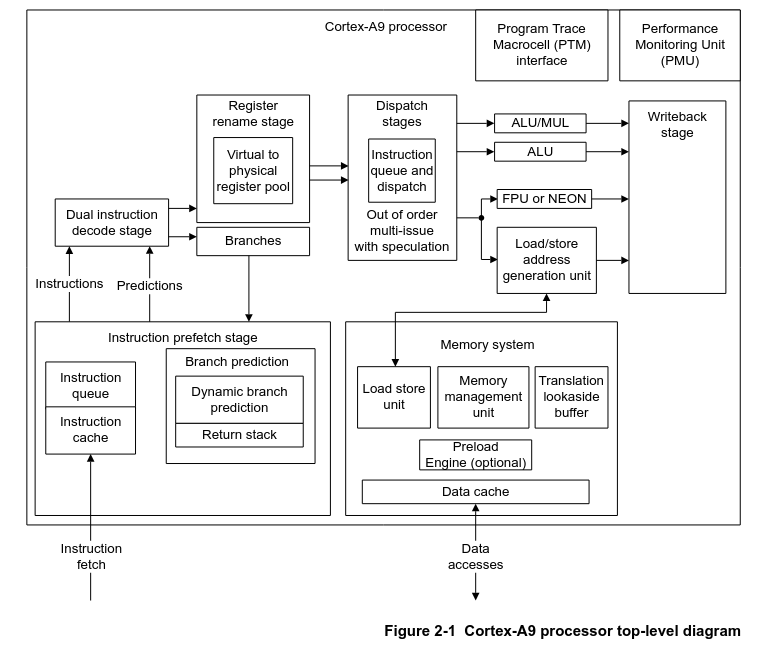 Cortex-A9 processor
Program Trace
Macrocell (PTM)
interface
Performance
Monitoring Unit
(PMU)
Register
rename stage
Virtual to
physical
register pool
Dispatch
stages
Instruction
queue and
dispatch
Out of order
multi-issue
with speculation
ALU/MUL
ALU
FPU or NEON
Load/store
address
generation unit
Writeback
stage
Dual instruction
decode stage
Branches
Instructions
Predictions
Instruction prefetch stage
Instruction
queue
Instruction
cache
Branch prediction
Dynamic branch
prediction
Return stack
Memory system
Load store
unit
Memory
management
unit
Translation
lookaside
buffer
Preload
Engine (optional)
Data cache
Instruction
fetch
Data
accesses
Figure 2-1 Cortex-A9 processor top-level diagram